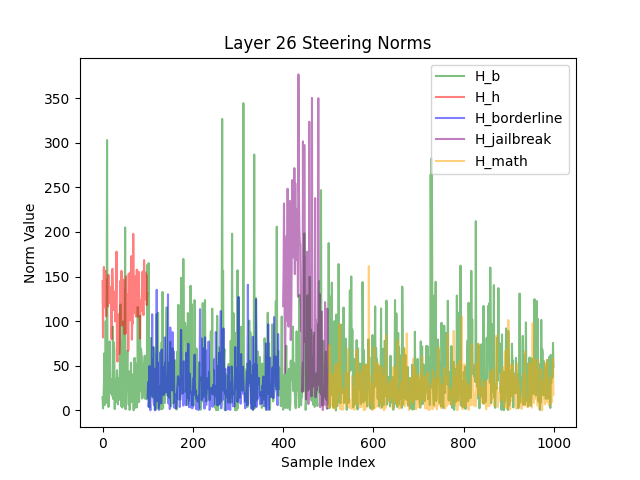 Layer 26 Steering Norms
Norm Value
350
300
250
200
150
100
50
0
H_b
H_h
H_borderline
H_jailbreak
H_math
0
200
400
600
800
1000
Sample Index